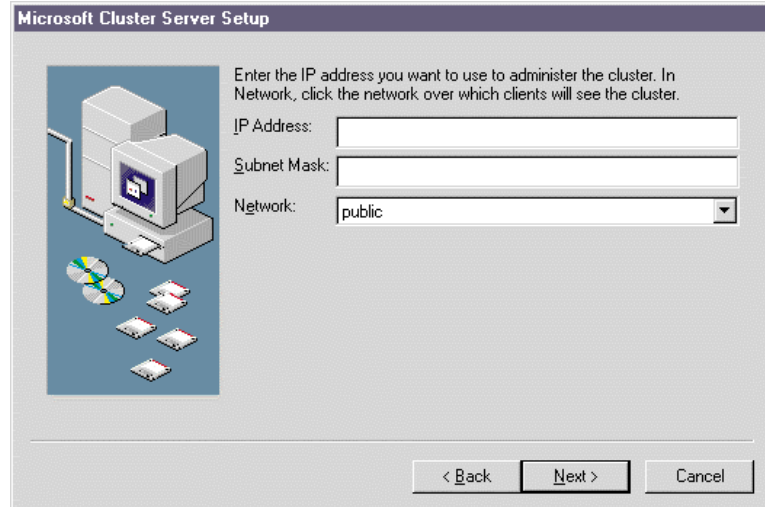 Microsoft Cluster Server Setup
Enter the IP address you want to use to administer the cluster. In
Network, click the network over which clients will see the cluster.
IP Address:
Subnet Mask:
Network: public
< Back Next > Cancel